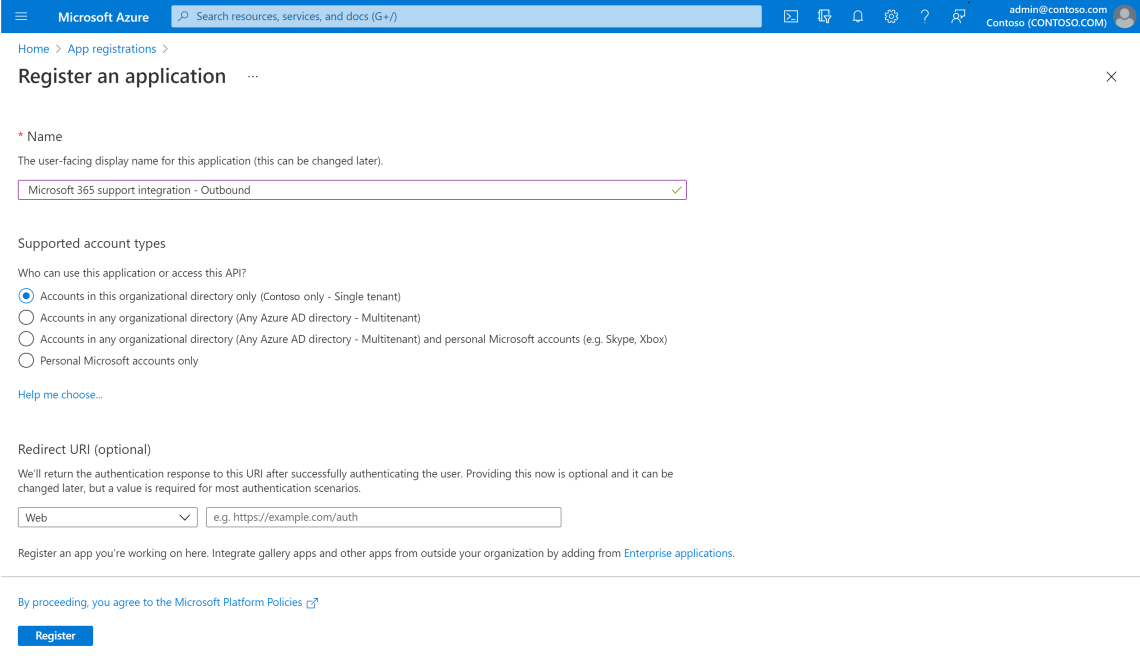 Microsoft Azure
Search resources, services, and docs (G+/)
admin@contoso.com
Contoso (CONTOSO.COM)
Home > App registrations >
Register an application ...
* Name
The user-facing display name for this application (this can be changed later).
Microsoft 365 support integration - Outbound
Supported account types
Who can use this application or access this API?
Accounts in this organizational directory only (Contoso only - Single tenant)
Accounts in any organizational directory (Any Azure AD directory - Multitenant)
Accounts in any organizational directory (Any Azure AD directory - Multitenant) and personal Microsoft accounts (e.g. Skype, Xbox)
Personal Microsoft accounts only
Help me choose...
Redirect URI (optional)
We'll return the authentication response to this URI after successfully authenticating the user. Providing this now is optional and it can be
changed later, but a value is required for most authentication scenarios.
Web
e.g. https://example.com/auth
Register an app you're working on here. Integrate gallery apps and other apps from outside your organization by adding from Enterprise applications.
By proceeding, you agree to the Microsoft Platform Policies
Register